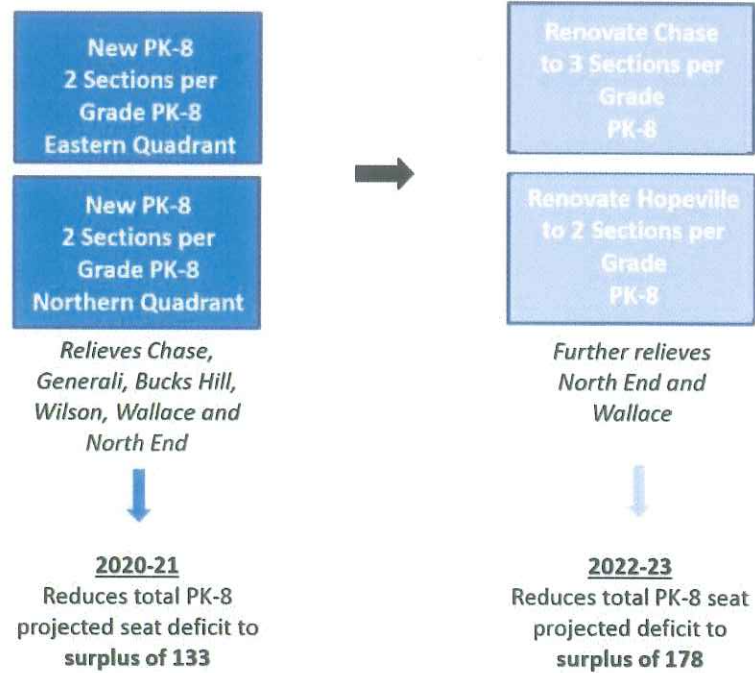 New PK-8
2 Sections per
Grade PK-8
Eastern Quadrant
New PK-8
2 Sections per
Grade PK-8
Northern Quadrant
Relieves Chase,
Generali, Bucks Hill,
Wilson, Wallace and
North End
2020-21
Reduces total PK-8
projected seat deficit to
surplus of 133
Renovate Chase
to 3 Sections per
Grade
PK-8
Renovate Hopeville
to 2 Sections per
Grade
PK-8
Further relieves
North End and
Wallace
2022-23
Reduces total PK-8 seat
projected deficit to
surplus of 178